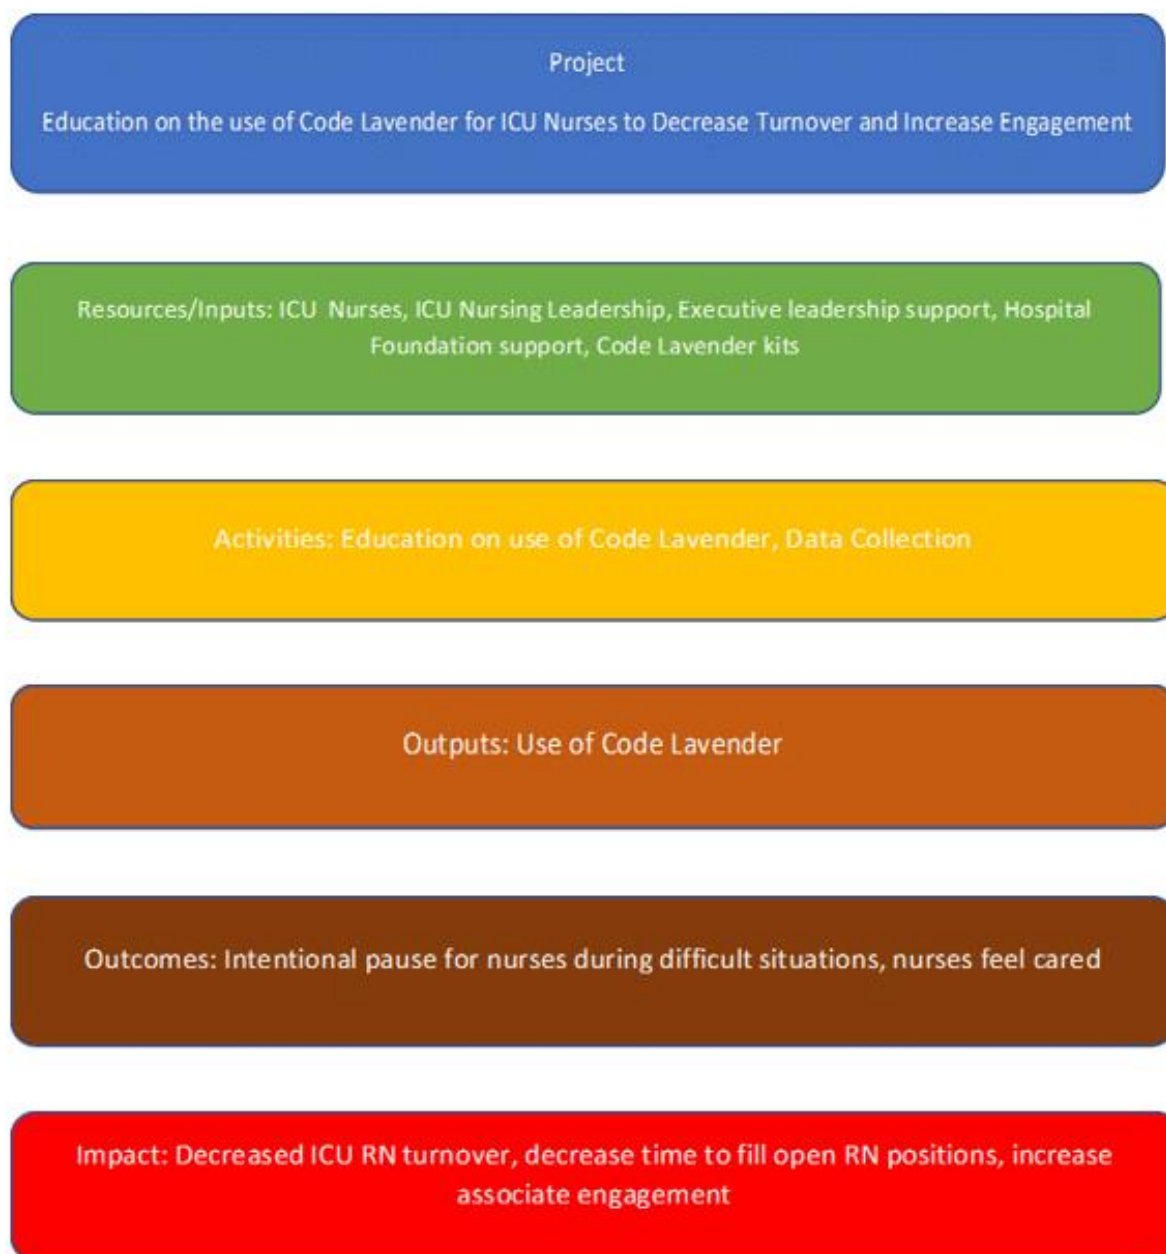 Project
Education on the use of Code Lavender for ICU Nurses to Decrease Turnover and Increase Engagement
Resources/Inputs: ICU Nurses, ICU Nursing Leadership, Executive leadership support, Hospital
Foundation support, Code Lavender kits
Activities: Education on use of Code Lavender, Data Collection
Outputs: Use of Code Lavender
Outcomes: Intentional pause for nurses during difficult situations, nurses feel cared
Impact: Decreased ICU RN turnover, decrease time to fill open RN positions, increase
associate engagement